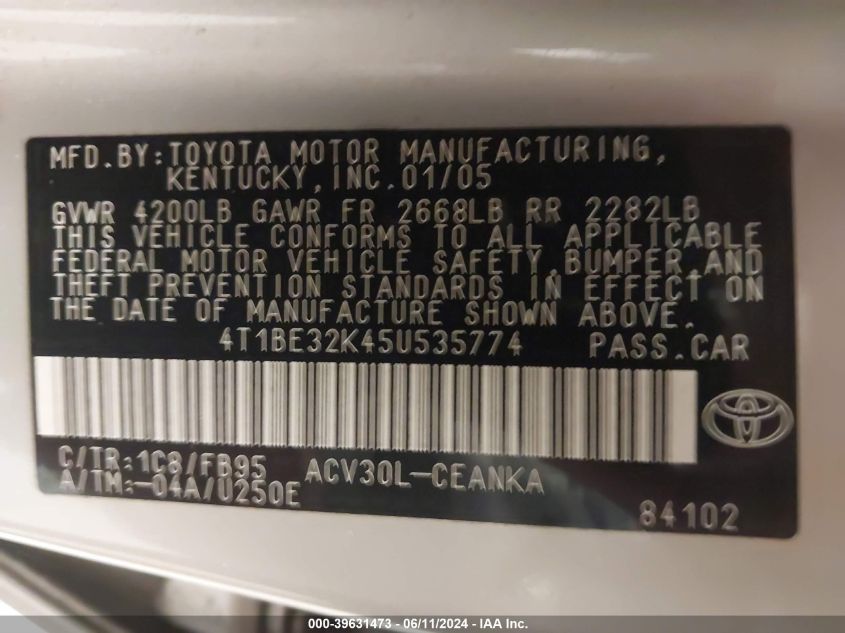 MFD.BY:TOYOTA MOTOR MANUFACTURING,
KENTUCKY,INC.01/05
GVWR 4200LB GAWR FR 2668LB RR 2282LB
THIS VEHICLE CONFORMS TO ALL APPLICABLE
FEDERAL MOTOR VEHICLE SAFETY,BUMPER,AND
THEFT PREVENTION STANDARDS IN EFFECT ON
THE DATE OF MANUFACTURE SHOWN ABOVE.
4T1BE32K45U535774 PASS.CAR
C/TR:1C8/FB95 ACV30L-CEANKA
A/TM:-04A/U250E
84102
000-39631473 - 06/11/2024 - IAA Inc.